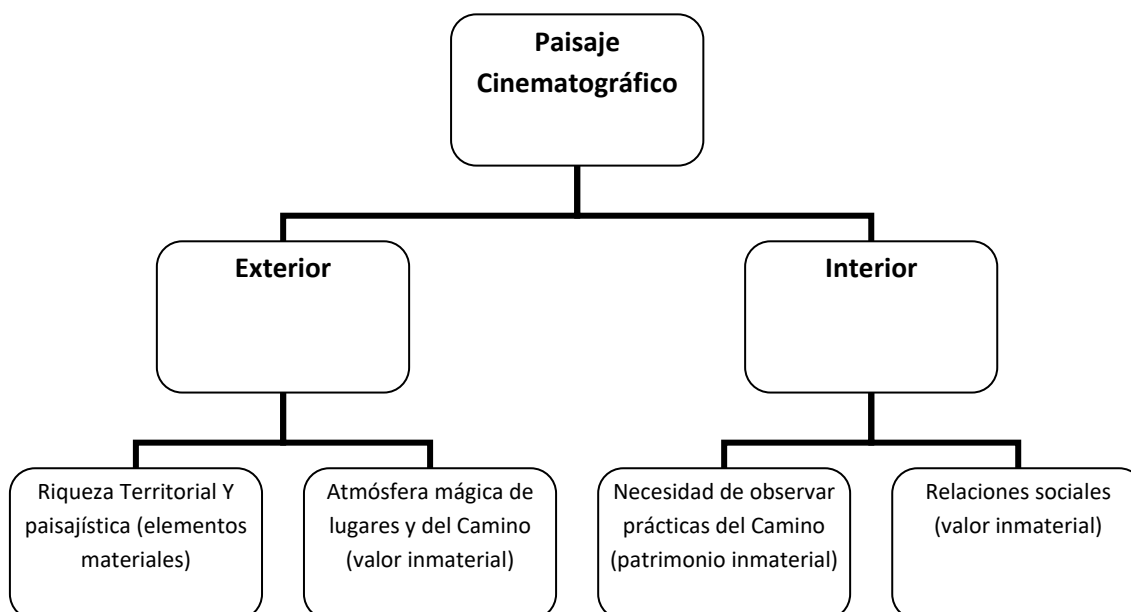 Paisaje
Cinematográfico
Exterior
Interior
Riqueza Territorial Y
paisajística (elementos
materiales)
Atmósfera mágica de
lugares y del Camino
(valor inmaterial)
Necesidad de observar
prácticas del Camino
(patrimonio inmaterial)
Relaciones sociales
(valor inmaterial)